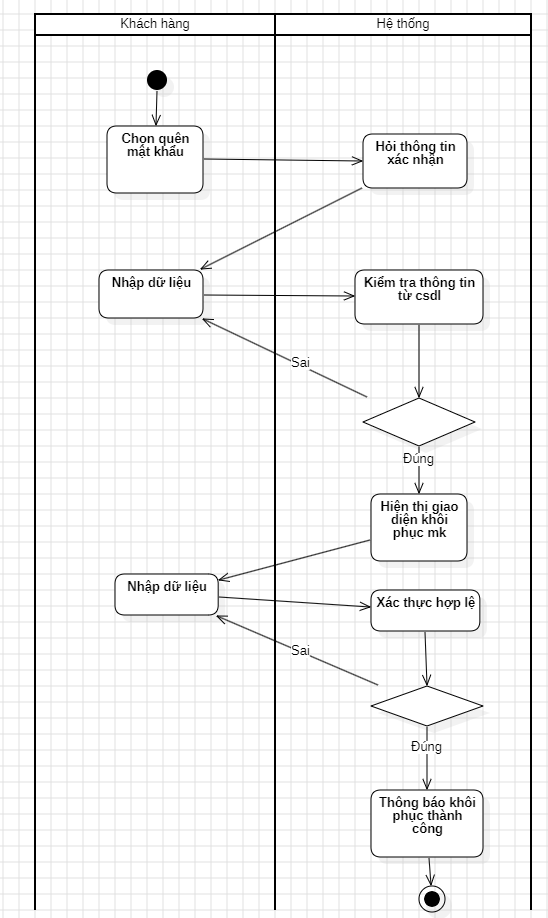 Khách hàng
Hệ thống
Chọn quên
mật khẩu
Hỏi thông tin
xác nhận
Nhập dữ liệu
Kiểm tra thông tin
từ csdl
Sai
Đúng
Hiện thị giao
diện khôi
phục mk
Nhập dữ liệu
Xác thực hợp lệ
Sai
Đúng
Thông báo khôi
phục thành
công